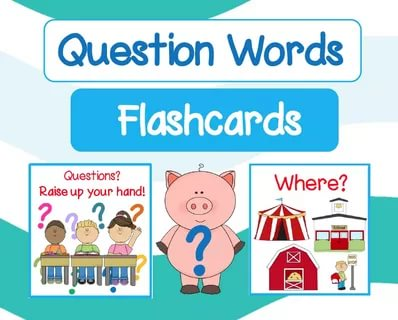 Question Words
Flashcards
Questions?
Raise up your hand!
Where?